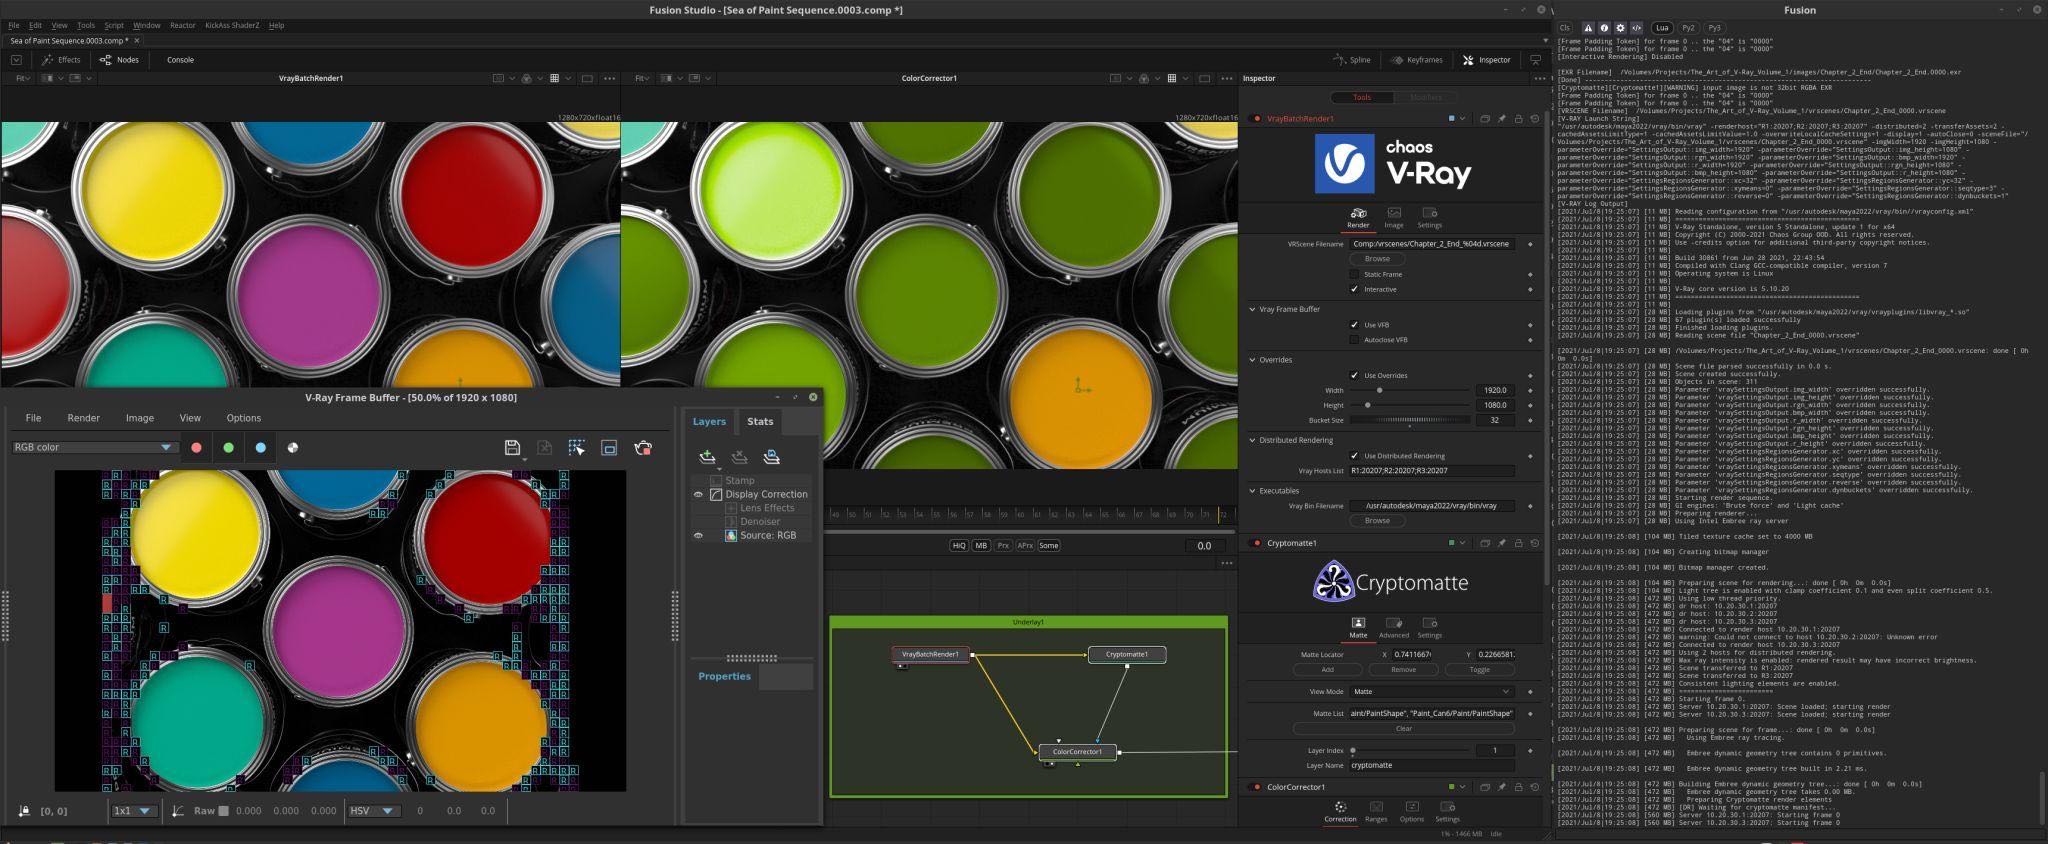 Fusion Studio - [Sea of Paint Sequence.0003.comp *]
File Edit View Tools Script Window Reactor KickAss ShaderZ Help
Sea of Paint Sequence.0003.comp *
Effects Nodes Console
Spline Keyframes Inspector
Fit VrayBatchRender1
Fit ColorCorrector1
Inspector
1280x720xfloat16
1280x720xfloat16
Tools Modifiers
VrayBatchRender1
chaos
V-Ray
Render Image Settings
VRScene Filename Comp:/vrscenes/Chapter_2_End_%04d.vrscene
Browse
Static Frame
Interactive
Vray Frame Buffer
Use VFB
Autoclose VFB
Overrides
Use Overrides
Width 1920.0
Height 1080.0
Bucket Size 32
Distributed Rendering
Use Distributed Rendering
Vray Hosts List R1:20207;R2:20207;R3:20207
Executables
Vray Bin Filename /usr/autodesk/maya2022/vray/bin/vray
Browse
Cryptomatte1
Cryptomatte
Matte Advanced Settings
Matte Locator X 0.7411667 Y 0.2266581
Add Remove Toggle
View Mode Matte
Matte List aint/PaintShape", "Paint_Can6/Paint/PaintShape"
Clear
Layer Index 1
Layer Name cryptomatte
ColorCorrector1
Correction Ranges Options Settings
1% - 1466 MB Idle
V-Ray Frame Buffer - [50.0% of 1920 x 1080]
File Render Image View Options
RGB color
Layers Stats
Stamp
Display Correction
Lens Effects
Denoiser
Source: RGB
Properties
[0, 0] 1x1 Raw 0.000 0.000 0.000 HSV 0 0.0 0.0
49 50 51 52 53 54 55 56 57 58 59 60 61 62 63 64 65 66 67 68 69 70 71 72
HiQ MB Prx APrx Some 0.0
Underlay1
VrayBatchRender1
Cryptomatte1
ColorCorrector1
Fusion
Cls Lua Py2 Py3
[Frame Padding Token] for frame 0 .. the "04" is "0000"
[Frame Padding Token] for frame 0 .. the "04" is "0000"
[Interactive Rendering] Disabled
[EXR Filename] /Volumes/Projects/The_Art_of_V-Ray_Volume_1/images/Chapter_2_End/Chapter_2_End.0000.exr
[Done] ----------------------------------------------------------------------
[Cryptomatte][Cryptomatte1][WARNING] input image is not 32bit RGBA EXR
[Frame Padding Token] for frame 0 .. the "04" is "0000"
[Frame Padding Token] for frame 0 .. the "04" is "0000"
[VRSCENE Filename] /Volumes/Projects/The_Art_of_V-Ray_Volume_1/vrscenes/Chapter_2_End_0000.vrscene
[V-RAY Launch String]
"/usr/autodesk/maya2022/vray/bin/vray" -renderhost="R1:20207;R2:20207;R3:20207" -distributed=2 -transferAssets=2 -
cachedAssetsLimitType=1 -cachedAssetsLimitValue=1.0 -overwriteLocalCacheSettings=1 -display=1 -autoClose=0 -sceneFile="/
Volumes/Projects/The_Art_of_V-Ray_Volume_1/vrscenes/Chapter_2_End_0000.vrscene" -imgWidth=1920 -imgHeight=1080 -
parameterOverride="SettingsOutput::img_width=1920" -parameterOverride="SettingsOutput::img_height=1080" -
parameterOverride="SettingsOutput::rgn_width=1920" -parameterOverride="SettingsOutput::bmp_width=1920" -
parameterOverride="SettingsOutput::r_width=1920" -parameterOverride="SettingsOutput::rgn_height=1080" -
parameterOverride="SettingsOutput::bmp_height=1080" -parameterOverride="SettingsOutput::r_height=1080" -
parameterOverride="SettingsRegionsGenerator::xc=32" -parameterOverride="SettingsRegionsGenerator::yc=32" -
parameterOverride="SettingsRegionsGenerator::xymeans=0" -parameterOverride="SettingsRegionsGenerator::seqtype=3" -
parameterOverride="SettingsRegionsGenerator::reverse=0" -parameterOverride="SettingsRegionsGenerator::dynbuckets=1"
[V-RAY Log Output]
[2021/Jul/8|19:25:07] [11 MB] Reading configuration from "/usr/autodesk/maya2022/vray/bin//vrayconfig.xml"
[2021/Jul/8|19:25:07] [11 MB] ==============================================
[2021/Jul/8|19:25:07] [11 MB] V-Ray Standalone, version 5 Standalone, update 1 for x64
[2021/Jul/8|19:25:07] [11 MB] Copyright (C) 2000-2021 Chaos Group OOD. All rights reserved.
[2021/Jul/8|19:25:07] [11 MB] Use -credits option for additional third-party copyright notices.
[2021/Jul/8|19:25:07] [11 MB]
[2021/Jul/8|19:25:07] [11 MB] Build 30861 from Jun 28 2021, 22:43:54
[2021/Jul/8|19:25:07] [11 MB] Compiled with Clang GCC-compatible compiler, version 7
[2021/Jul/8|19:25:07] [11 MB] Operating system is Linux
[2021/Jul/8|19:25:07] [11 MB]
[2021/Jul/8|19:25:07] [11 MB] V-Ray core version is 5.10.20
[2021/Jul/8|19:25:07] [11 MB] ==============================================
[2021/Jul/8|19:25:07] [11 MB]
[2021/Jul/8|19:25:07] [11 MB] Loading plugins from "/usr/autodesk/maya2022/vray/vrayplugins/libvray_*.so"
[2021/Jul/8|19:25:07] [28 MB] 67 plugin(s) loaded successfully
[2021/Jul/8|19:25:07] [28 MB] Finished loading plugins.
[2021/Jul/8|19:25:07] [28 MB] Reading scene file "Chapter_2_End_0000.vrscene"
[2021/Jul/8|19:25:07] [28 MB] /Volumes/Projects/The_Art_of_V-Ray_Volume_1/vrscenes/Chapter_2_End_0000.vrscene: done [ 0h
0m 0.0s]
[2021/Jul/8|19:25:07] [28 MB] Scene file parsed successfully in 0.0 s.
[2021/Jul/8|19:25:07] [28 MB] Scene created successfully.
[2021/Jul/8|19:25:07] [28 MB] Objects in scene: 311
[2021/Jul/8|19:25:07] [28 MB] Parameter 'vraySettingsOutput.img_width' overridden successfully.
[2021/Jul/8|19:25:07] [28 MB] Parameter 'vraySettingsOutput.img_height' overridden successfully.
[2021/Jul/8|19:25:07] [28 MB] Parameter 'vraySettingsOutput.rgn_width' overridden successfully.
[2021/Jul/8|19:25:07] [28 MB] Parameter 'vraySettingsOutput.bmp_width' overridden successfully.
[2021/Jul/8|19:25:07] [28 MB] Parameter 'vraySettingsOutput.r_width' overridden successfully.
[2021/Jul/8|19:25:07] [28 MB] Parameter 'vraySettingsOutput.rgn_height' overridden successfully.
[2021/Jul/8|19:25:07] [28 MB] Parameter 'vraySettingsOutput.bmp_height' overridden successfully.
[2021/Jul/8|19:25:07] [28 MB] Parameter 'vraySettingsOutput.r_height' overridden successfully.
[2021/Jul/8|19:25:07] [28 MB] Parameter 'vraySettingsRegionsGenerator.xc' overridden successfully.
[2021/Jul/8|19:25:07] [28 MB] Parameter 'vraySettingsRegionsGenerator.yc' overridden successfully.
[2021/Jul/8|19:25:07] [28 MB] Parameter 'vraySettingsRegionsGenerator.xymeans' overridden successfully.
[2021/Jul/8|19:25:07] [28 MB] Parameter 'vraySettingsRegionsGenerator.seqtype' overridden successfully.
[2021/Jul/8|19:25:07] [28 MB] Parameter 'vraySettingsRegionsGenerator.reverse' overridden successfully.
[2021/Jul/8|19:25:07] [28 MB] Parameter 'vraySettingsRegionsGenerator.dynbuckets' overridden successfully.
[2021/Jul/8|19:25:07] [28 MB] Starting render sequence.
[2021/Jul/8|19:25:07] [28 MB] GI engines: 'Brute force' and 'Light cache'
[2021/Jul/8|19:25:07] [28 MB] Preparing renderer...
[2021/Jul/8|19:25:07] [28 MB] Using Intel Embree ray server
[2021/Jul/8|19:25:07] [104 MB] Tiled texture cache set to 4000 MB
[2021/Jul/8|19:25:08] [104 MB] Creating bitmap manager
[2021/Jul/8|19:25:08] [104 MB] Bitmap manager created.
[2021/Jul/8|19:25:08] [104 MB] Preparing scene for rendering...: done [ 0h 0m 0.0s]
[2021/Jul/8|19:25:08] [104 MB] Light tree is enabled with clamp coefficient 0.1 and even split coefficient 0.5.
[2021/Jul/8|19:25:08] [472 MB] Using low thread priority.
[2021/Jul/8|19:25:08] [472 MB] dr host: 10.20.30.1:20207
[2021/Jul/8|19:25:08] [472 MB] dr host: 10.20.30.2:20207
[2021/Jul/8|19:25:08] [472 MB] dr host: 10.20.30.3:20207
[2021/Jul/8|19:25:08] [472 MB] Connected to render host 10.20.30.1:20207
[2021/Jul/8|19:25:08] [472 MB] warning: Could not connect to host 10.20.30.2:20207: Unknown error
[2021/Jul/8|19:25:08] [472 MB] Connected to render host 10.20.30.3:20207
[2021/Jul/8|19:25:08] [472 MB] Using 2 hosts for distributed rendering.
[2021/Jul/8|19:25:08] [472 MB] Max ray intensity is enabled: rendered result may have incorrect brightness.
[2021/Jul/8|19:25:08] [472 MB] Scene transferred to R1:20207
[2021/Jul/8|19:25:08] [472 MB] Scene transferred to R3:20207
[2021/Jul/8|19:25:08] [472 MB] Consistent lighting elements are enabled.
[2021/Jul/8|19:25:08] [472 MB] =======================
[2021/Jul/8|19:25:08] [472 MB] Starting frame 0.
[2021/Jul/8|19:25:08] [472 MB] Server 10.20.30.1:20207: Scene loaded; starting render
[2021/Jul/8|19:25:08] [472 MB] Server 10.20.30.3:20207: Scene loaded; starting render
[2021/Jul/8|19:25:08] [472 MB] Preparing scene for frame...: done [ 0h 0m 0.0s]
[2021/Jul/8|19:25:08] [472 MB] Using Embree ray tracing.
[2021/Jul/8|19:25:08] [472 MB] Embree dynamic geometry tree contains 0 primitives.
[2021/Jul/8|19:25:08] [472 MB] Embree dynamic geometry tree built in 2.21 ms.
[2021/Jul/8|19:25:08] [472 MB] Building Embree dynamic geometry tree...: done [ 0h 0m 0.0s]
[2021/Jul/8|19:25:08] [472 MB] Embree dynamic geometry tree takes 0.00 MB.
[2021/Jul/8|19:25:08] [472 MB] Preparing Cryptomatte render elements
[2021/Jul/8|19:25:08] [472 MB] [DR] Waiting for cryptomatte manifest...
[2021/Jul/8|19:25:08] [560 MB] Server 10.20.30.1:20207: Starting frame 0
[2021/Jul/8|19:25:08] [560 MB] Server 10.20.30.3:20207: Starting frame 0